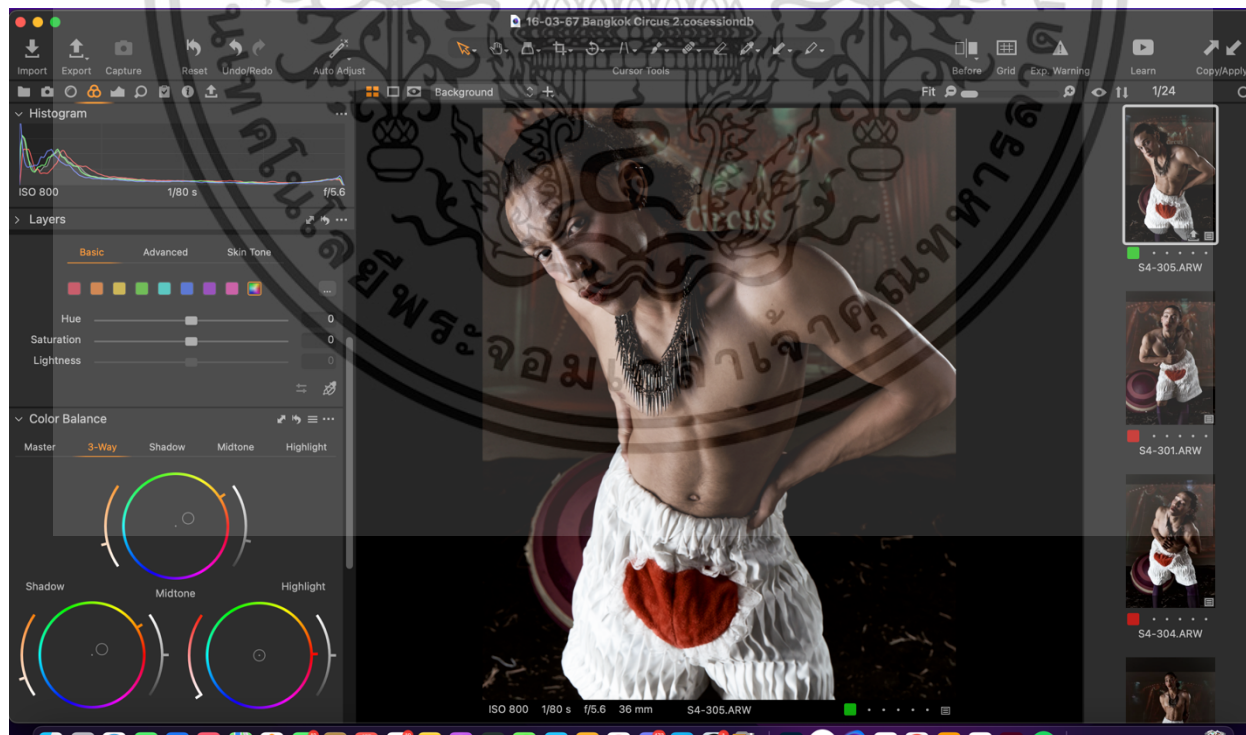 16-03-67 Bangkok Circus 2.cosessiondb
Import Export Capture Reset Undo/Redo Auto Adjust Cursor Tools Before Grid Exp. Warning Learn Copy/Apply
Background Fit 1/24
Histogram
ISO 800 1/80 s f/5.6
Layers
Basic Advanced Skin Tone
Hue 0
Saturation 0
Lightness 0
Color Balance
Master 3-Way Shadow Midtone Highlight
Shadow Midtone Highlight
Circus
ISO 800 1/80 s f/5.6 36 mm S4-305.ARW
S4-305.ARW
S4-301.ARW
S4-304.ARW